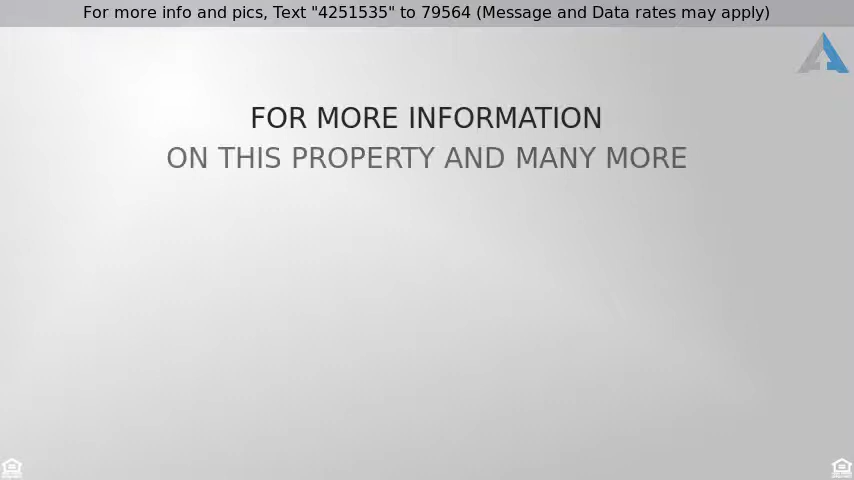 For more info and pics, Text "4251535" to 79564 (Message and Data rates may apply)
FOR MORE INFORMATION
ON THIS PROPERTY AND MANY MORE